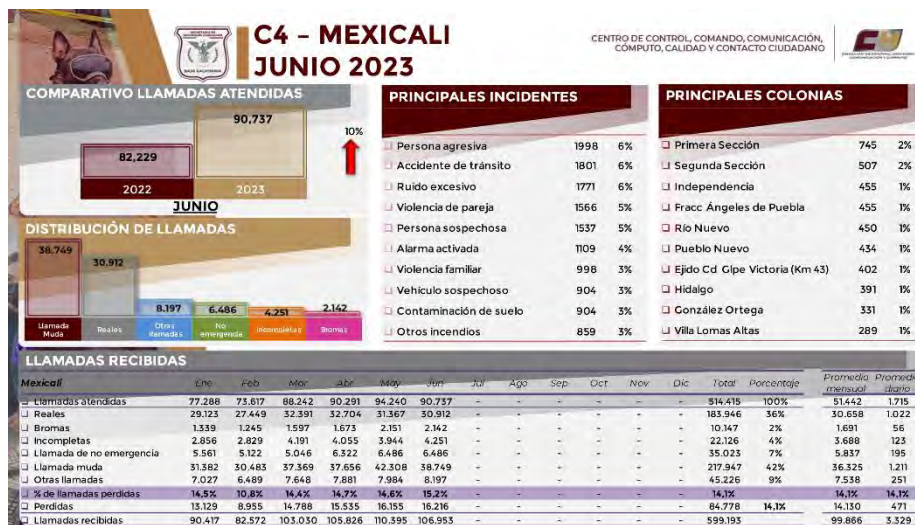 C4 – MEXICALI
JUNIO 2023
CENTRO DE CONTROL, COMANDO, COMUNICACIÓN,
CÓMPUTO, CALIDAD Y CONTACTO CIUDADANO
COMPARATIVO LLAMADAS ATENDIDAS
90,737
10%
82,229
2022 2023
JUNIO
DISTRIBUCIÓN DE LLAMADAS
38.749
30.912
8.197 6.486 4.251 2.142
Llamada Muda Reales Otras llamadas No emergencia Incompletas Bromas
PRINCIPALES INCIDENTES
Persona agresiva 1998 6%
Accidente de tránsito 1801 6%
Ruido excesivo 1771 6%
Violencia de pareja 1566 5%
Persona sospechosa 1537 5%
Alarma activada 1109 4%
Violencia familiar 998 3%
Vehículo sospechoso 904 3%
Contaminación de suelo 904 3%
Otros incendios 859 3%
PRINCIPALES COLONIAS
Primera Sección 745 2%
Segunda Sección 507 2%
Independencia 455 1%
Fracc Ángeles de Puebla 455 1%
Río Nuevo 450 1%
Pueblo Nuevo 434 1%
Ejido Cd Glpe Victoria (Km 43) 402 1%
Hidalgo 391 1%
González Ortega 331 1%
Villa Lomas Altas 289 1%
LLAMADAS RECIBIDAS
Mexicali Ene Feb Mar Abr May Jun Jul Ago Sep Oct Nov Dic Total Porcentaje Promedio mensual Promedio diario
Llamadas atendidas 77.288 73.617 88.242 90.291 94.240 90.737 - - - - - - 514.415 100% 51.442 1.715
Reales 29.123 27.449 32.391 32.704 31.367 30.912 - - - - - - 183.946 36% 30.658 1.022
Bromas 1.339 1.245 1.597 1.673 2.151 2.142 - - - - - - 10.147 2% 1.691 56
Incompletas 2.856 2.829 4.191 4.055 3.944 4.251 - - - - - - 22.126 4% 3.688 123
Llamada de no emergencia 5.561 5.122 5.046 6.322 6.486 6.486 - - - - - - 35.023 7% 5.837 195
Llamada muda 31.382 30.483 37.369 37.656 42.308 38.749 - - - - - - 217.947 42% 36.325 1.211
Otras llamadas 7.027 6.489 7.648 7.881 7.984 8.197 - - - - - - 45.226 9% 7.538 251
% de llamadas perdidas 14,5% 10,8% 14,4% 14,7% 14,6% 15,2% - - - - - - 14,1% 14,1% 14,1%
Perdidas 13.129 8.955 14.788 15.535 16.155 16.216 - - - - - - 84.778 14,1% 14.130 471
Llamadas recibidas 90.417 82.572 103.030 105.826 110.395 106.953 - - - - - - 599.193 99.866 3.329